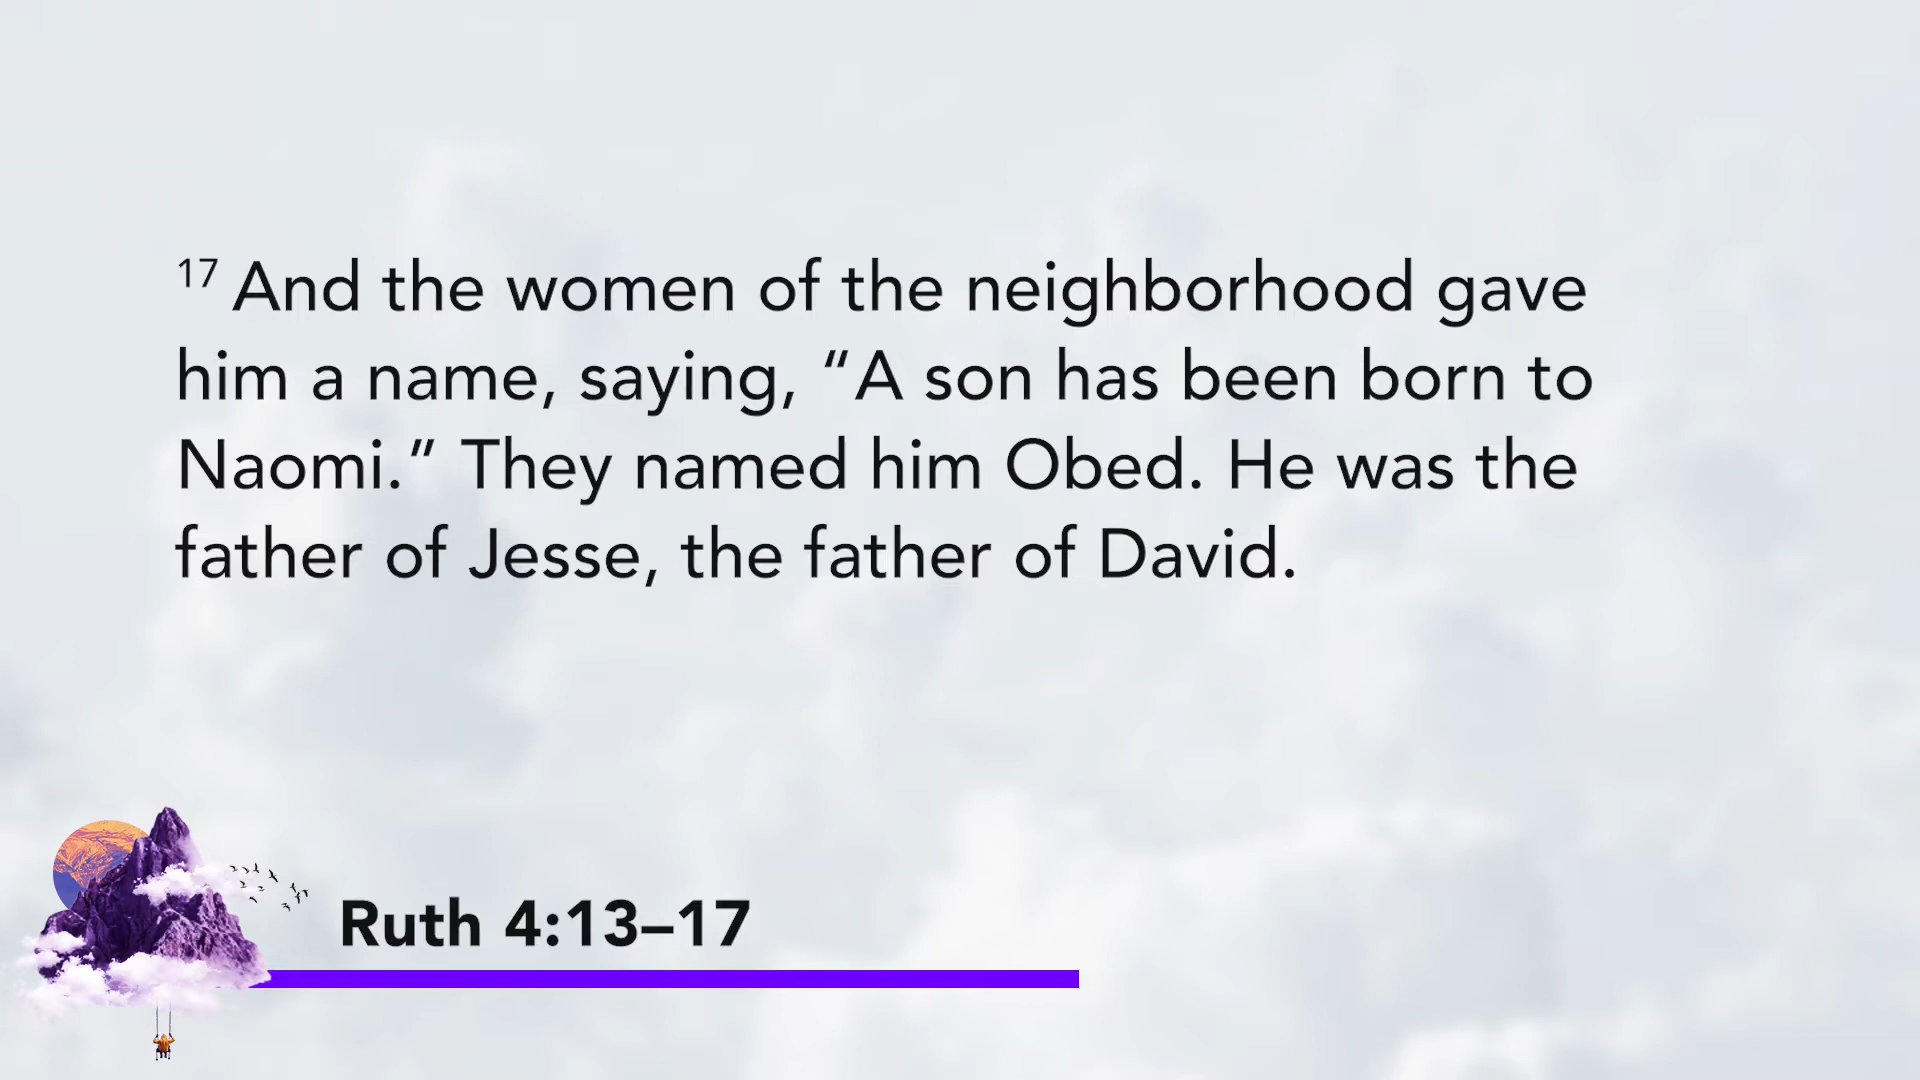 17 And the women of the neighborhood gave
him a name, saying, “A son has been born to
Naomi.” They named him Obed. He was the
father of Jesse, the father of David.
Ruth 4:13–17